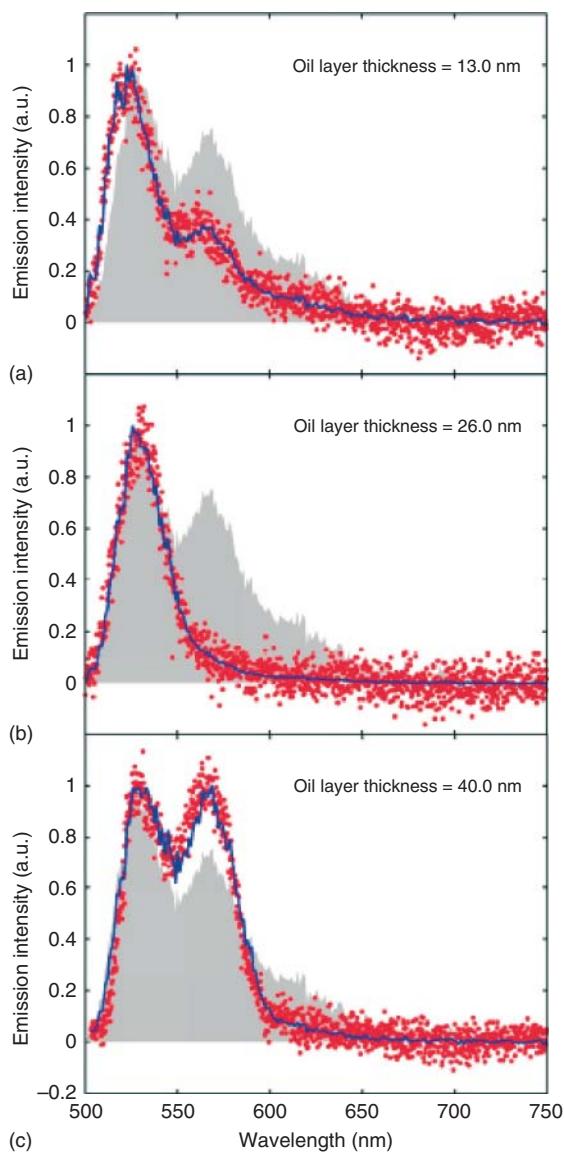 Emission intensity (a.u.)
1
0.8
0.6
0.4
0.2
0
Oil layer thickness = 13.0 nm
(a)
Emission intensity (a.u.)
1
0.8
0.6
0.4
0.2
0
Oil layer thickness = 26.0 nm
(b)
Emission intensity (a.u.)
1
0.8
0.6
0.4
0.2
0
−0.2
Oil layer thickness = 40.0 nm
500 550 600 650 700 750
(c)
Wavelength (nm)